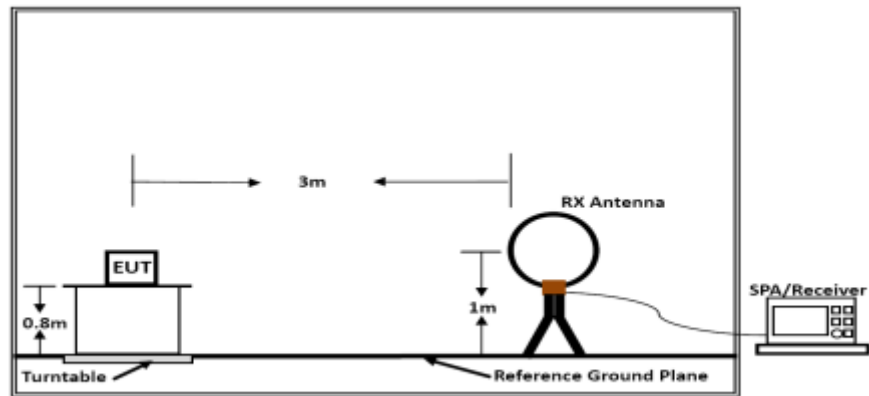 3m
RX Antenna
EUT
SPA/Receiver
0.8m
1m
Turntable
Reference Ground Plane